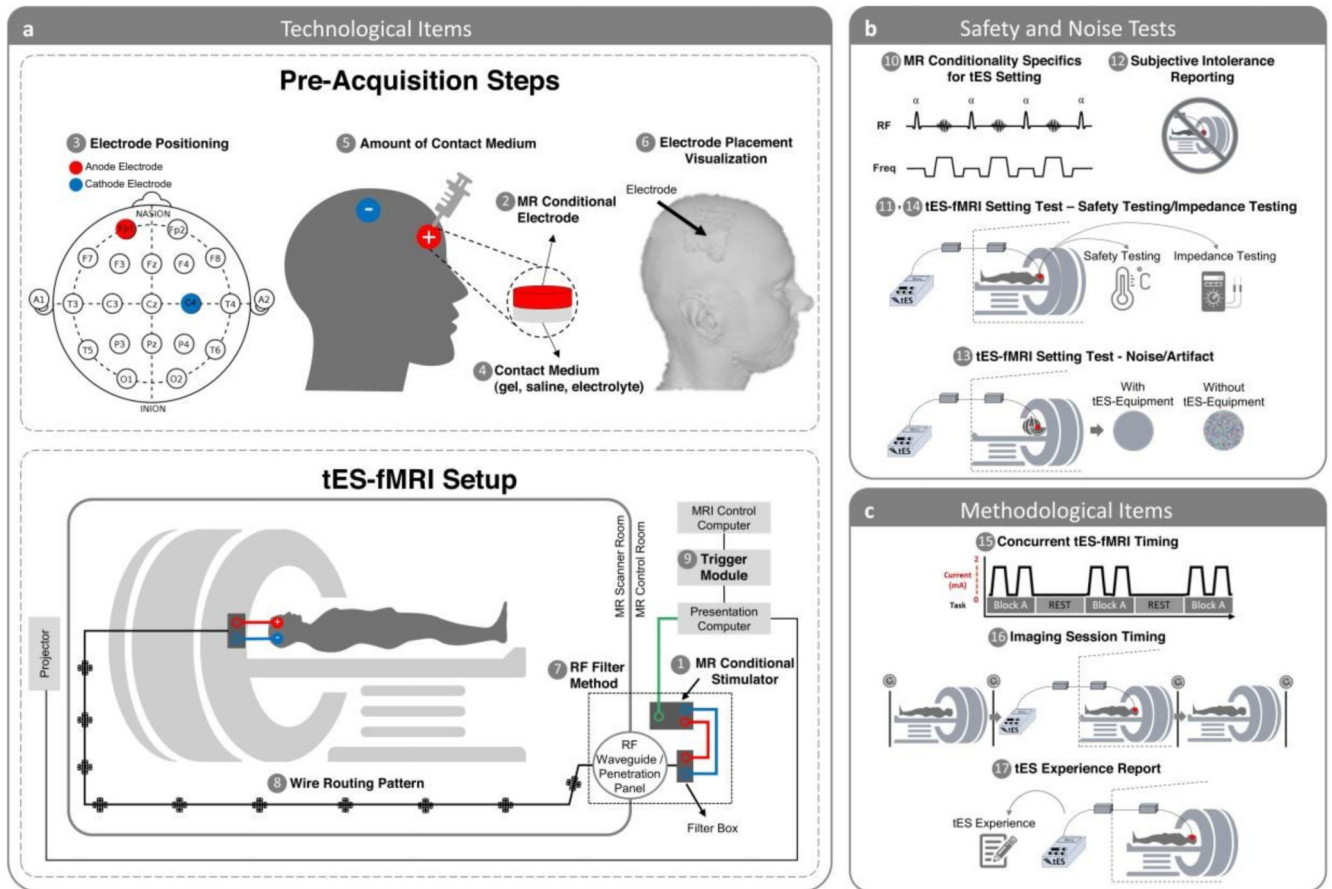 a
Technological Items
Pre-Acquisition Steps
3 Electrode Positioning
Anode Electrode
Cathode Electrode
NASION
Fp1
Fp2
F7
F3
Fz
F4
F8
A1
T3
C3
Cz
C4
T4
A2
T5
P3
Pz
P4
T6
O1
O2
INION
5 Amount of Contact Medium
-
+
2 MR Conditional
Electrode
4 Contact Medium
(gel, saline, electrolyte)
6 Electrode Placement
Visualization
Electrode
tES-fMRI Setup
Projector
+
-
MR Scanner Room
MR Control Room
MRI Control
Computer
9 Trigger
Module
Presentation
Computer
7 RF Filter
Method
1 MR Conditional
Stimulator
RF
Waveguide /
Penetration
Panel
Filter Box
8 Wire Routing Pattern
b
Safety and Noise Tests
10 MR Conditionality Specifics
for tES Setting
α α α α
RF
Freq
12 Subjective Intolerance
Reporting
11 , 14 tES-fMRI Setting Test – Safety Testing/Impedance Testing
Safety Testing
°C
Impedance Testing
tES
13 tES-fMRI Setting Test - Noise/Artifact
With
tES-Equipment
Without
tES-Equipment
tES
c
Methodological Items
15 Concurrent tES-fMRI Timing
Current
(mA)
2
0
Task
Block A
REST
Block A
REST
Block A
16 Imaging Session Timing
tES
17 tES Experience Report
tES Experience
tES